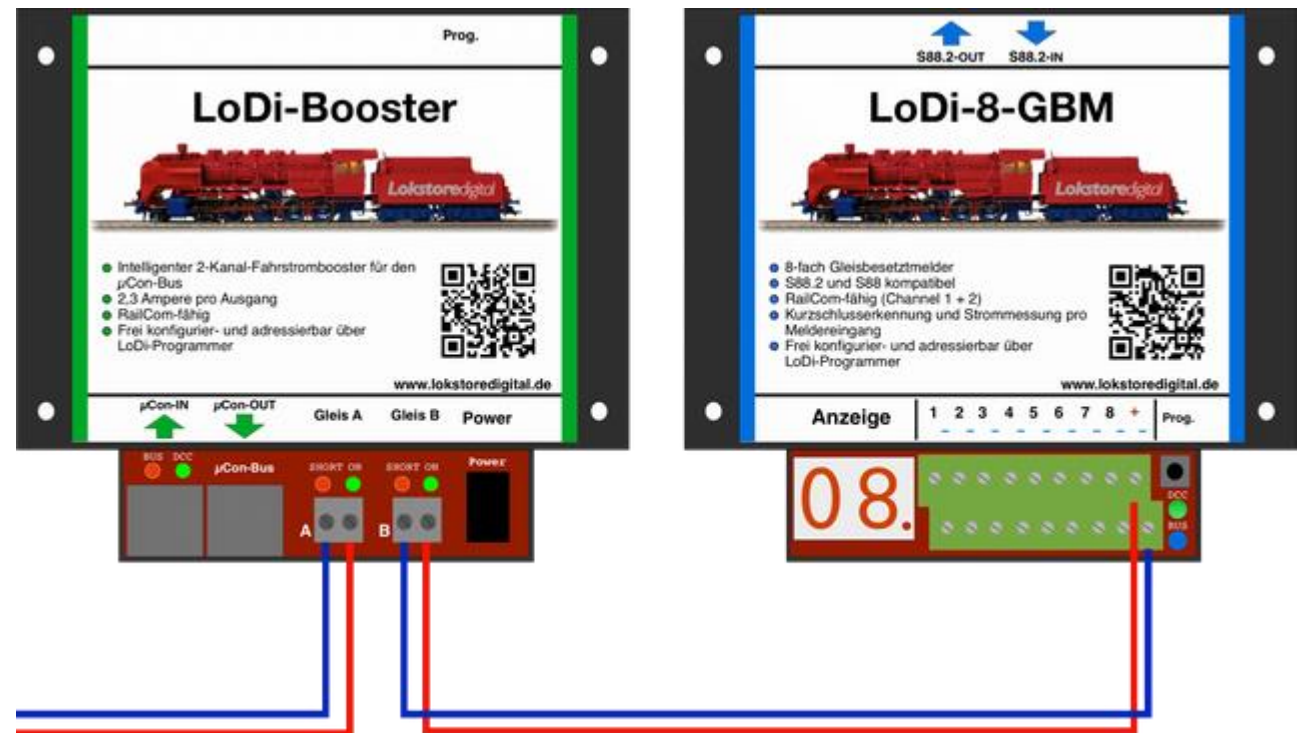 Prog.
LoDi-Booster
Lokstoredigital
Intelligenter 2-Kanal-Fahrstrombooster für den
µCon-Bus
2,3 Ampere pro Ausgang
RailCom-fähig
Frei konfigurier- und adressierbar über
LoDi-Programmer
www.lokstoredigital.de
µCon-IN µCon-OUT Gleis A Gleis B Power
BUS DCC µCon-Bus SHORT ON SHORT ON Power
A B
S88.2-OUT S88.2-IN
LoDi-8-GBM
Lokstoredigital
8-fach Gleisbesetztmelder
S88.2 und S88 kompatibel
RailCom-fähig (Channel 1 + 2)
Kurzschlusserkennung und Strommessung pro
Meldereingang
Frei konfigurier- und adressierbar über
LoDi-Programmer
www.lokstoredigital.de
Anzeige 1 2 3 4 5 6 7 8 + Prog.
- - - - - - - - -
08.
DCC
BUS